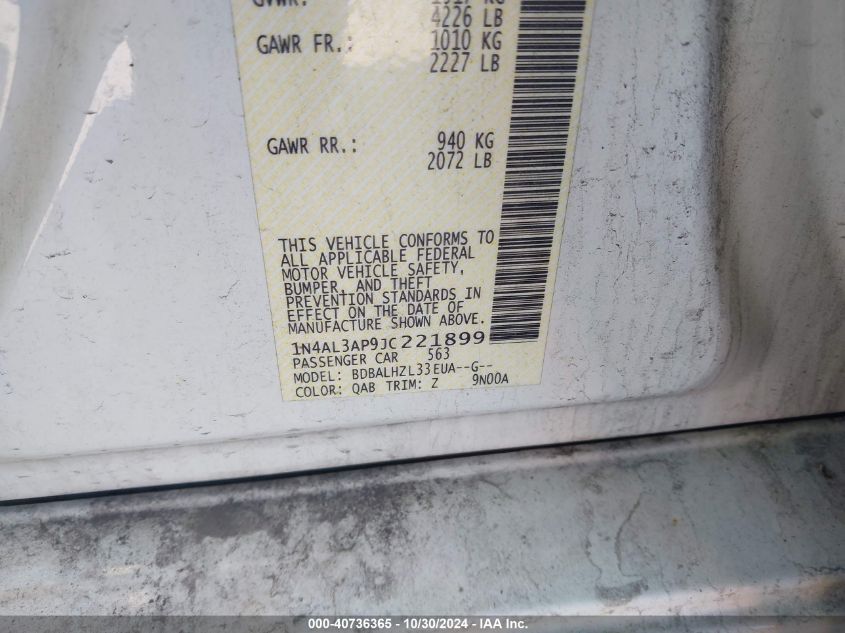 GVWR:
4226 LB
GAWR FR.: 1010 KG
2227 LB
GAWR RR.: 940 KG
2072 LB
THIS VEHICLE CONFORMS TO
ALL APPLICABLE FEDERAL
MOTOR VEHICLE SAFETY,
BUMPER, AND THEFT
PREVENTION STANDARDS IN
EFFECT ON THE DATE OF
MANUFACTURE SHOWN ABOVE.
1N4AL3AP9JC221899
PASSENGER CAR 563
MODEL: BDBALHZL33EUA--G--
COLOR: QAB TRIM: Z 9N00A
000-40736365 - 10/30/2024 - IAA Inc.